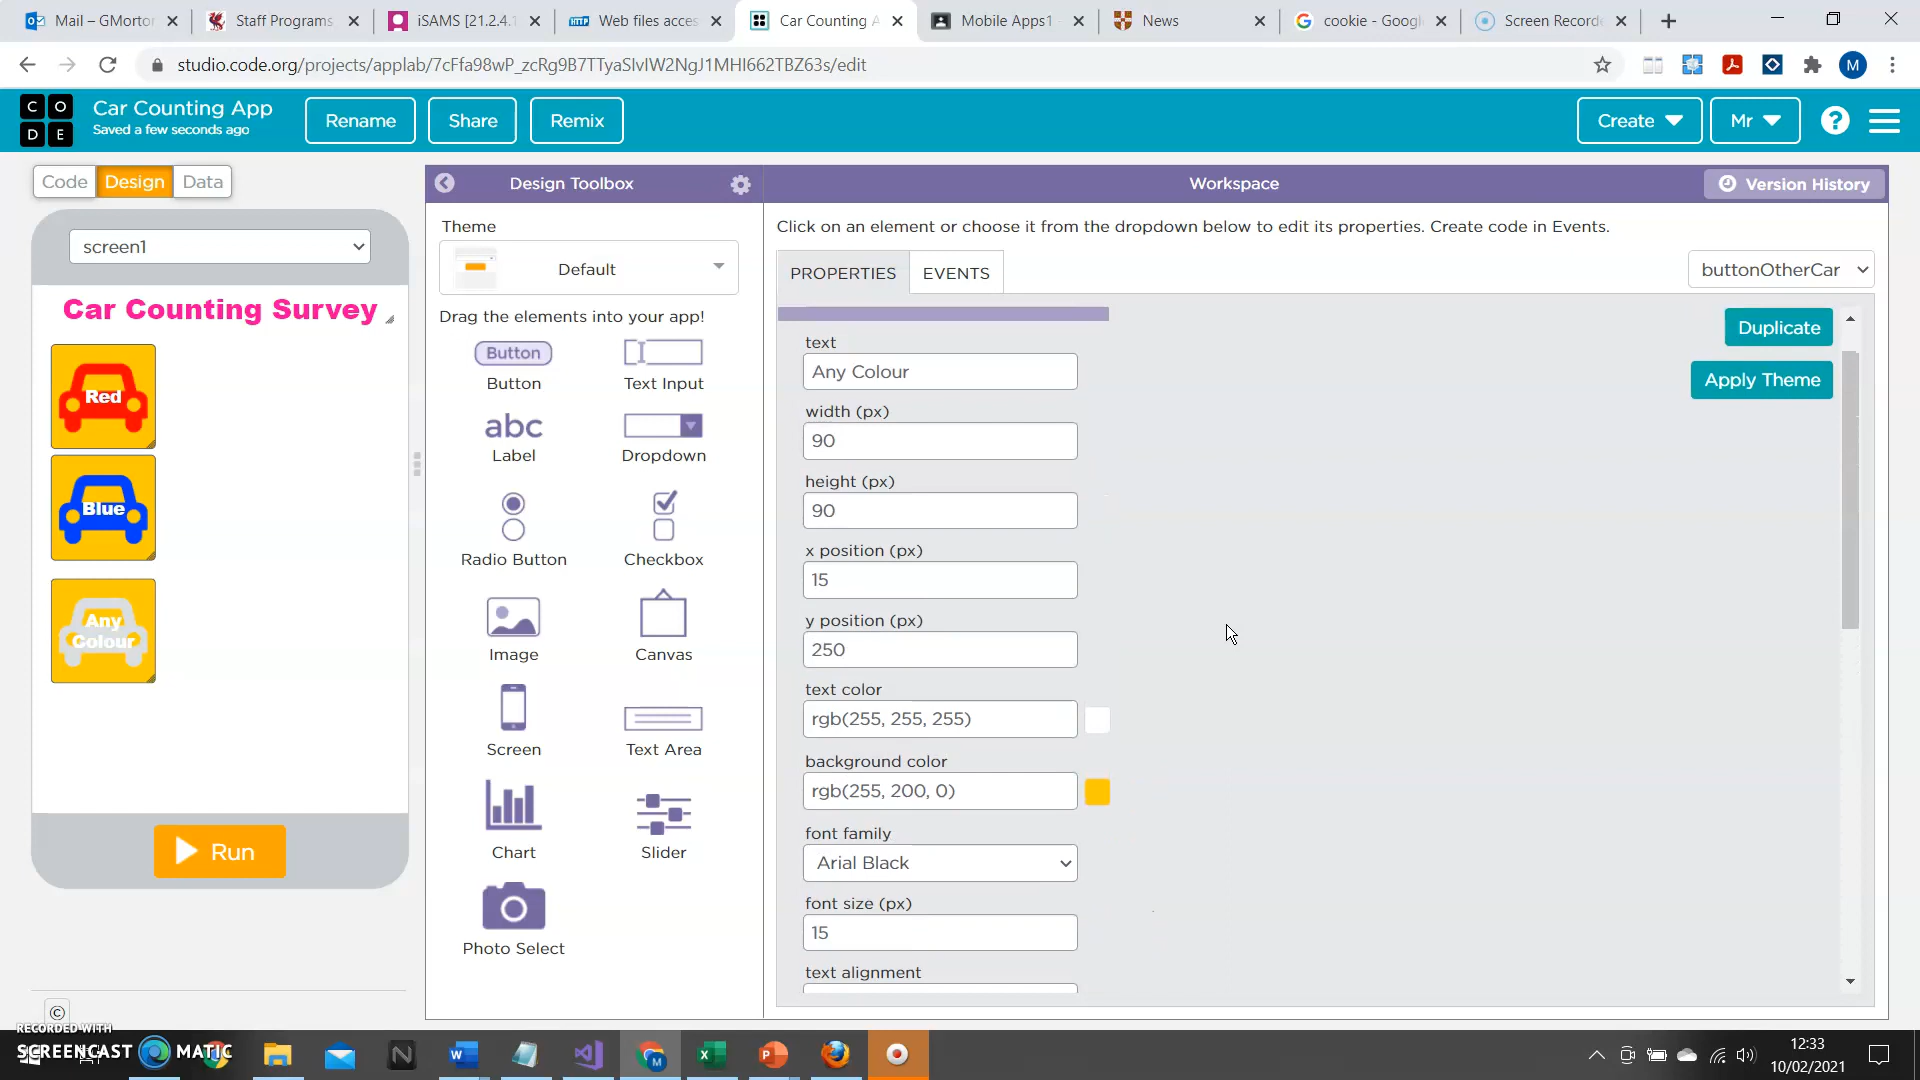 Mail – GMorton
Staff Programs
iSAMS [21.2.4.1
Web files acces
Car Counting A
Mobile Apps1
News
cookie - Googl
Screen Record
studio.code.org/projects/applab/7cFfa98wP_zcRg9B7TTyaSlvIW2NgJ1MHI662TBZ63s/edit
M
CODE
Car Counting App
Saved a few seconds ago
Rename
Share
Remix
Create
Mr
?
Code
Design
Data
Design Toolbox
Workspace
Version History
screen1
Car Counting Survey
Red
Blue
Any
Colour
Run
Theme
Default
Drag the elements into your app!
Button
Button
Text Input
abc
Label
Dropdown
Radio Button
Checkbox
Image
Canvas
Screen
Text Area
Chart
Slider
Photo Select
Click on an element or choose it from the dropdown below to edit its properties. Create code in Events.
PROPERTIES
EVENTS
buttonOtherCar
Duplicate
Apply Theme
text
Any Colour
width (px)
90
height (px)
90
x position (px)
15
y position (px)
250
text color
rgb(255, 255, 255)
background color
rgb(255, 200, 0)
font family
Arial Black
font size (px)
15
text alignment
©
RECORDED WITH
SCREENCAST MATIC
12:33
10/02/2021